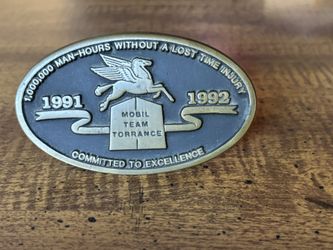 1,000,000 MAN-HOURS WITHOUT A LOST TIME INJURY
1991 1992
MOBIL
TEAM
TORRANCE
COMMITTED TO EXCELLENCE